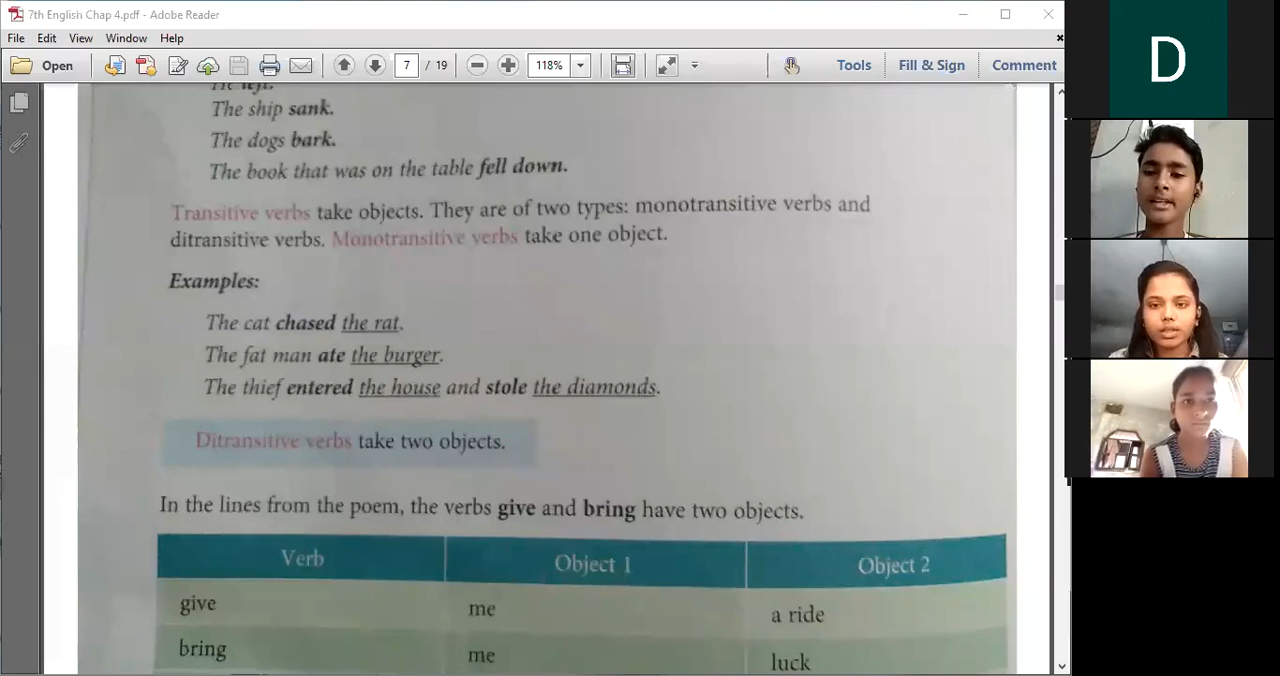 7th English Chap 4.pdf - Adobe Reader
File Edit View Window Help
Open 7 / 19 118% Tools Fill & Sign Comment
He left.
The ship sank.
The dogs bark.
The book that was on the table fell down.
Transitive verbs take objects. They are of two types: monotransitive verbs and
ditransitive verbs. Monotransitive verbs take one object.
Examples:
The cat chased the rat.
The fat man ate the burger.
The thief entered the house and stole the diamonds.
Ditransitive verbs take two objects.
In the lines from the poem, the verbs give and bring have two objects.
Verb Object 1 Object 2
give me a ride
bring me luck
D